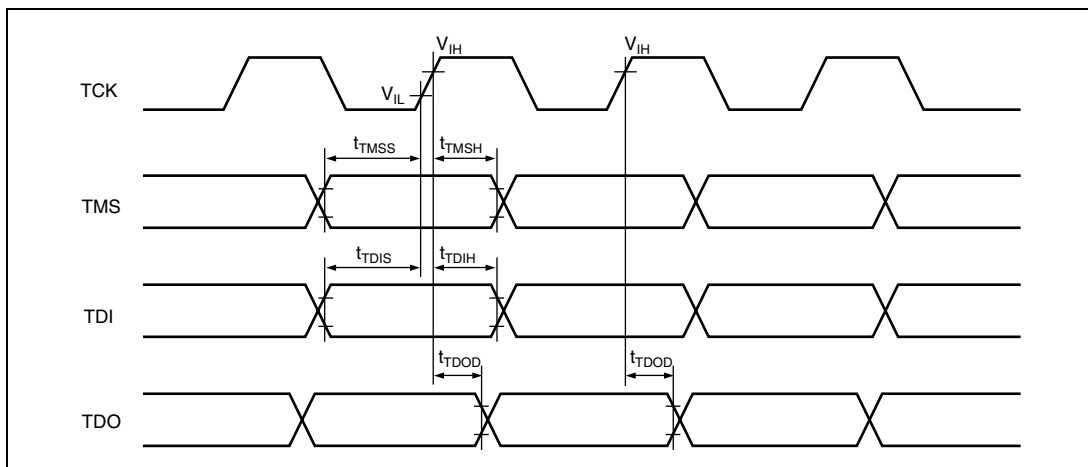 V_IH V_IH
TCK
V_IL
t_TMSS t_TMSH
TMS
t_TDIS t_TDIH
TDI
t_TDOD t_TDOD
TDO